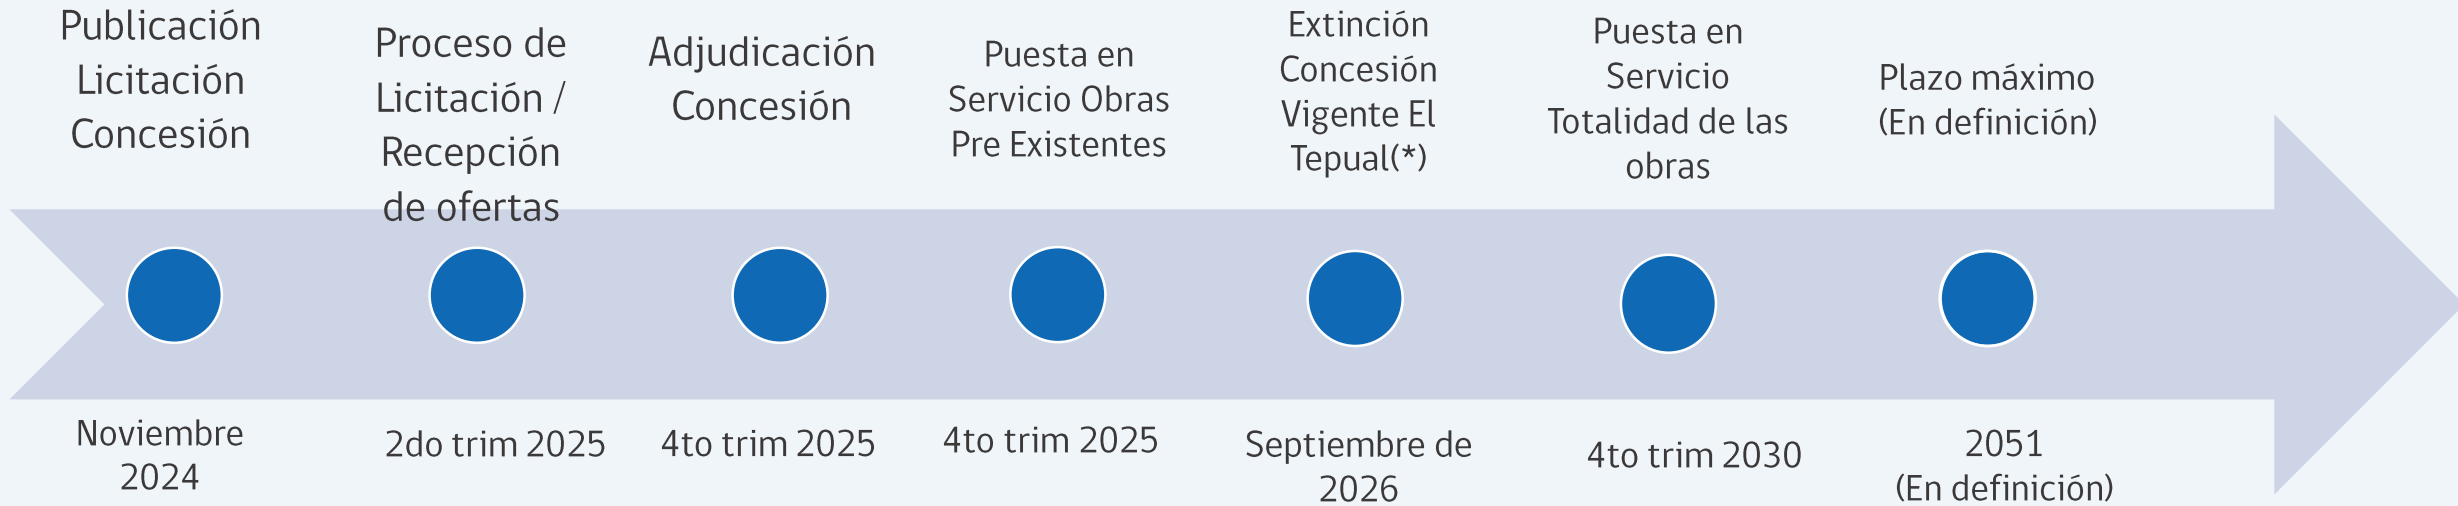 Publicación
Licitación
Concesión
Proceso de
Licitación /
Recepción
de ofertas
Adjudicación
Concesión
Puesta en
Servicio Obras
Pre Existentes
Extinción
Concesión
Vigente El
Tepual(*)
Puesta en
Servicio
Totalidad de las
obras
Plazo máximo
(En definición)
Noviembre
2024
2do trim 2025
4to trim 2025
4to trim 2025
Septiembre de
2026
4to trim 2030
2051
(En definición)